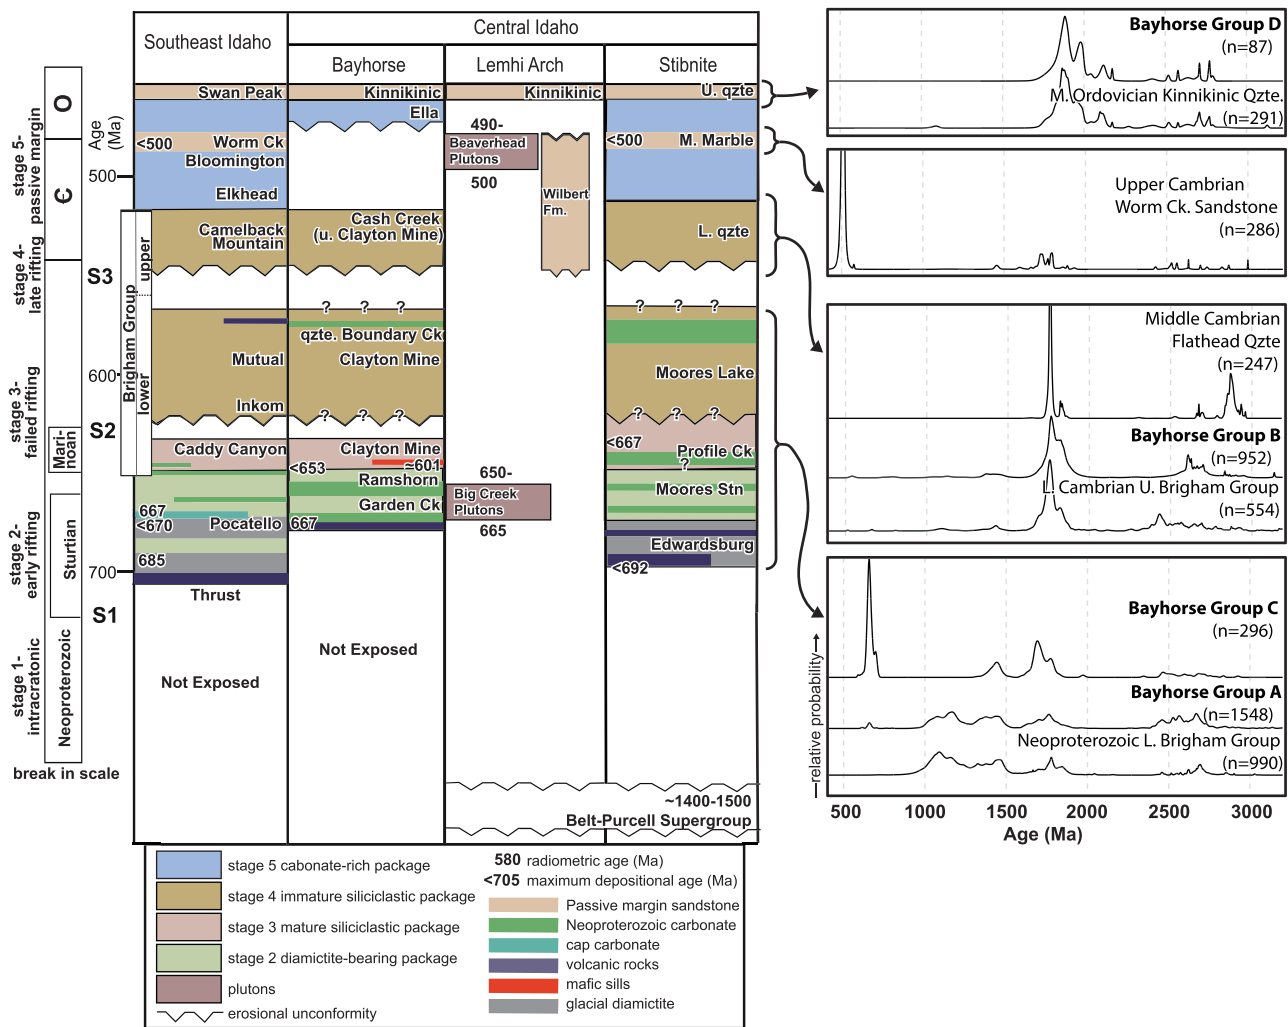 Southeast Idaho
Central Idaho
Bayhorse
Lemhi Arch
Stibnite
Age
(Ma)
500
600
700
S3
S2
S1
stage 5-
passive margin
stage 4-
late rifting
stage 3-
failed rifting
stage 2-
early rifting
stage 1-
intracratonic
O
Є
Mari-
noan
Sturtian
Neoproterozoic
break in scale
Brigham Group
upper
lower
Swan Peak
<500
Worm Ck
Bloomington
Elkhead
Camelback
Mountain
Mutual
Inkom
Caddy Canyon
667
<670
Pocatello
685
Thrust
Not Exposed
Kinnikinic
Ella
Cash Creek
(u. Clayton Mine)
? ? ?
qzte. Boundary Ck
Clayton Mine
? ? ?
Clayton Mine
<653
≈601
Ramshorn
Garden Ck
667
Not Exposed
Kinnikinic
490-
Beaverhead
Plutons
500
Wilbert
Fm.
650-
Big Creek
Plutons
665
U. qzte
<500
M. Marble
L. qzte
? ? ?
Moores Lake
? ? ?
<667
Profile Ck
?
Moores Stn
Edwardsburg
<692
~1400-1500
Belt-Purcell Supergroup
stage 5 cabonate-rich package
stage 4 immature siliciclastic package
stage 3 mature siliciclastic package
stage 2 diamictite-bearing package
plutons
erosional unconformity
580 radiometric age (Ma)
<705 maximum depositional age (Ma)
Passive margin sandstone
Neoproterozoic carbonate
cap carbonate
volcanic rocks
mafic sills
glacial diamictite
Bayhorse Group D
(n=87)
M. Ordovician Kinnikinic Qzte.
(n=291)
Upper Cambrian
Worm Ck. Sandstone
(n=286)
Middle Cambrian
Flathead Qzte
(n=247)
Bayhorse Group B
(n=952)
L. Cambrian U. Brigham Group
(n=554)
Bayhorse Group C
(n=296)
Bayhorse Group A
(n=1548)
Neoproterozoic L. Brigham Group
(n=990)
relative probability
500 1000 1500 2000 2500 3000
Age (Ma)